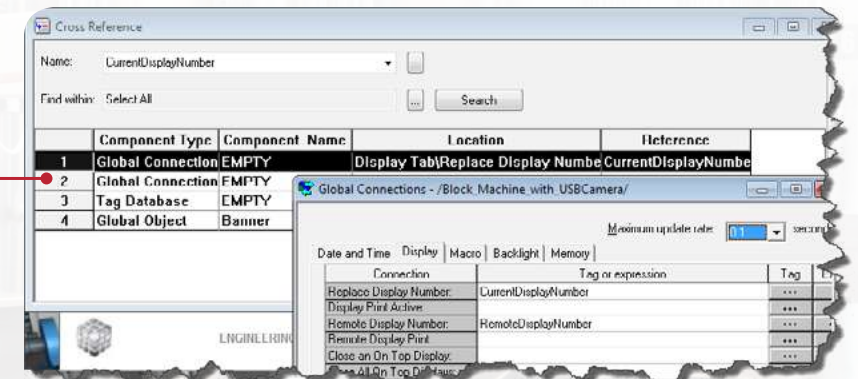 Cross Reference
Name: CurrentDisplayNumber
Find within: Select All ... Search
Component Type Component Name Location Reference
1 Global Connection EMPTY Display Tab\Replace Display Numbe CurrentDisplayNumbe
2 Global Connection EMPTY
3 Tag Database EMPTY
4 Global Object Banner
Global Connections - /Block_Machine_with_USBCamera/
Maximum update rate: 0.1
Date and Time Display Macro Backlight Memory
Connection Tag or expression Tag
Replace Display Number: CurrentDisplayNumber ...
Display Print Active: ...
Remote Display Number: RemoteDisplayNumber ...
Remote Display Print ...
Close an On Top Display: ...